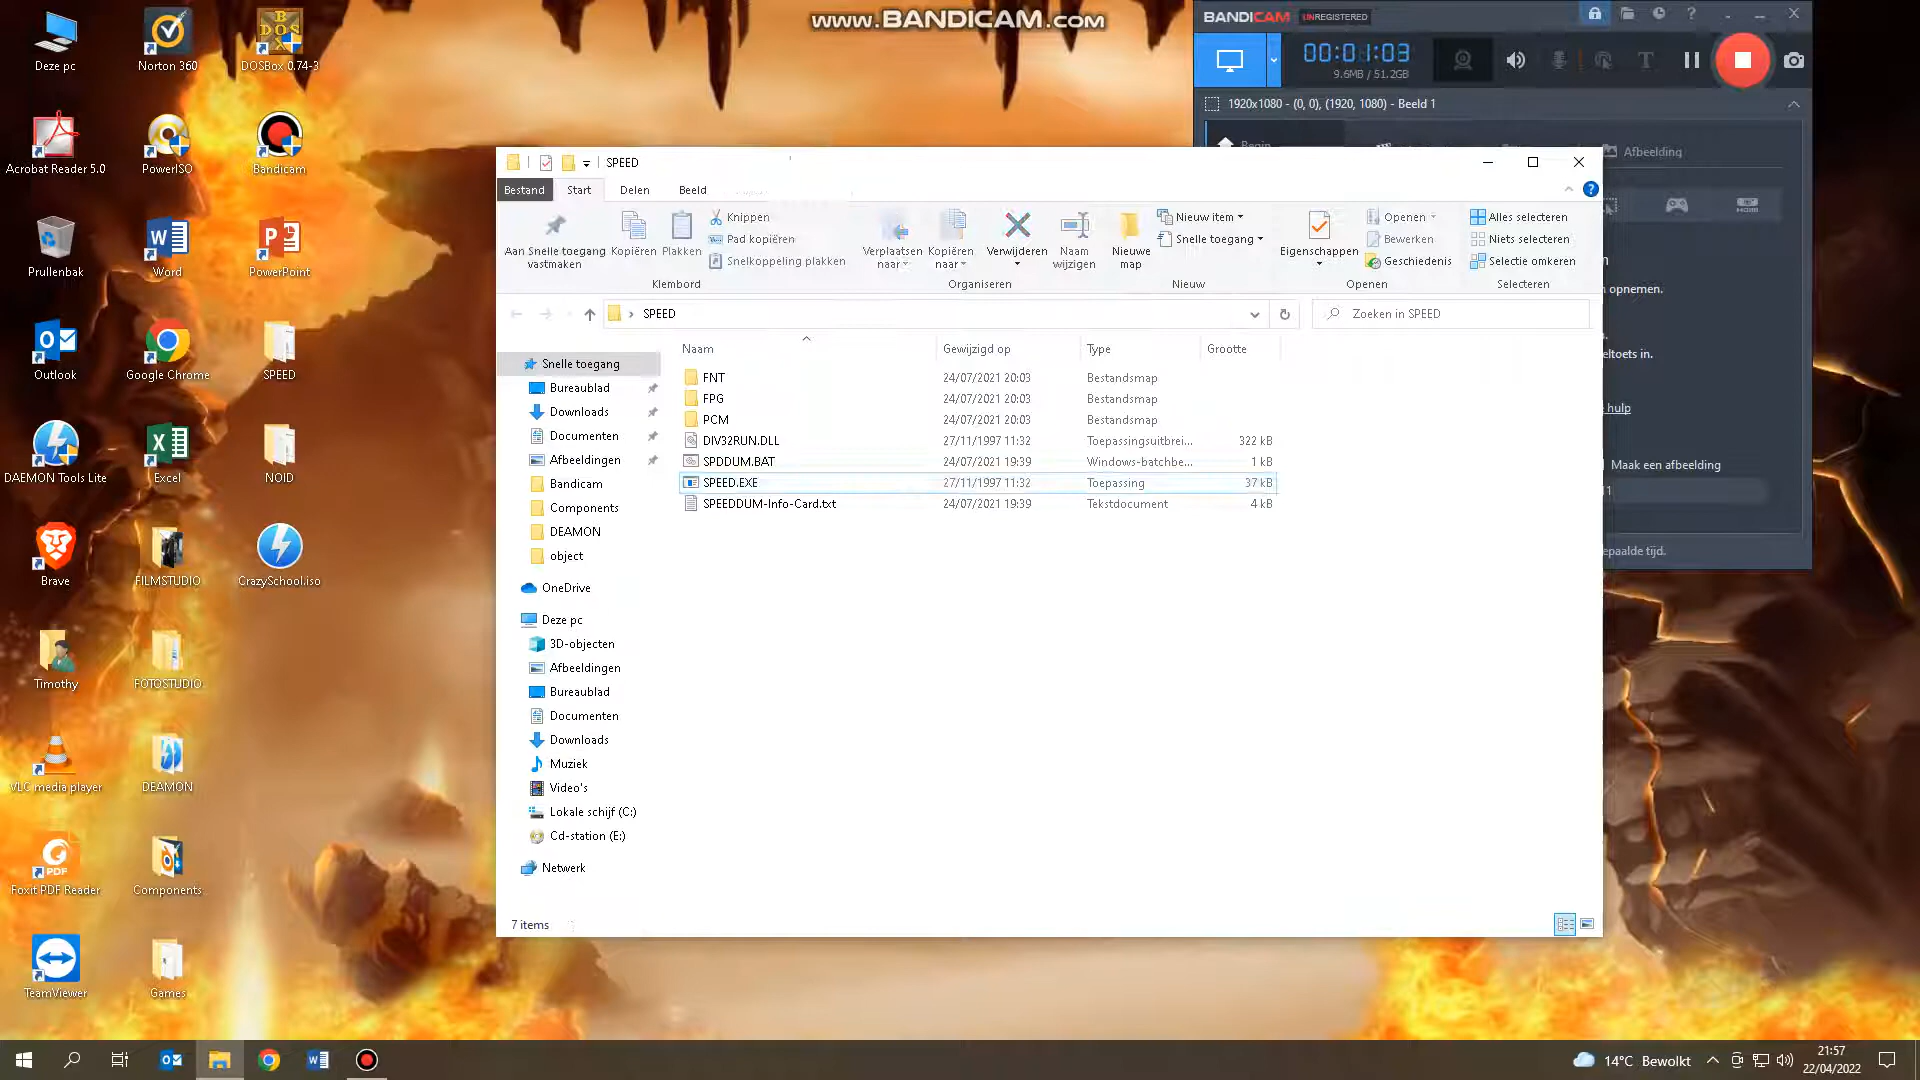 www.BANDICAM.com
Deze pc
Norton 360
DOSBox 0.74-3
Acrobat Reader 5.0
PowerISO
Bandicam
Prullenbak
Word
PowerPoint
Outlook
Google Chrome
SPEED
DAEMON Tools Lite
Excel
NOID
Brave
FILMSTUDIO
CrazySchool.iso
Timothy
FOTOSTUDIO
VLC media player
DEAMON
Foxit PDF Reader
Components
TeamViewer
Games
BANDICAM UNREGISTERED
00:01:03
9.6MB / 51.2GB
1920x1080 - (0, 0), (1920, 1080) - Beeld 1
Begin
Afbeelding
HDMI
n opnemen.
eltoets in.
hulp
Maak een afbeelding
epaalde tijd.
SPEED
Bestand Start Delen Beeld
Aan Snelle toegang vastmaken
Kopiëren
Plakken
Knippen
Pad kopiëren
Snelkoppeling plakken
Klembord
Verplaatsen naar
Kopiëren naar
Verwijderen
Naam wijzigen
Organiseren
Nieuwe map
Nieuw item
Snelle toegang
Nieuw
Eigenschappen
Openen
Bewerken
Geschiedenis
Openen
Alles selecteren
Niets selecteren
Selectie omkeren
Selecteren
SPEED
Zoeken in SPEED
Naam Gewijzigd op Type Grootte
FNT 24/07/2021 20:03 Bestandsmap
FPG 24/07/2021 20:03 Bestandsmap
PCM 24/07/2021 20:03 Bestandsmap
DIV32RUN.DLL 27/11/1997 11:32 Toepassingsuitbrei... 322 kB
SPDDUM.BAT 24/07/2021 19:39 Windows-batchbe... 1 kB
SPEED.EXE 27/11/1997 11:32 Toepassing 37 kB
SPEEDDUM-Info-Card.txt 24/07/2021 19:39 Tekstdocument 4 kB
Snelle toegang
Bureaublad
Downloads
Documenten
Afbeeldingen
Bandicam
Components
DEAMON
object
OneDrive
Deze pc
3D-objecten
Afbeeldingen
Bureaublad
Documenten
Downloads
Muziek
Video's
Lokale schijf (C:)
Cd-station (E:)
Netwerk
7 items
14°C Bewolkt
21:57
22/04/2022